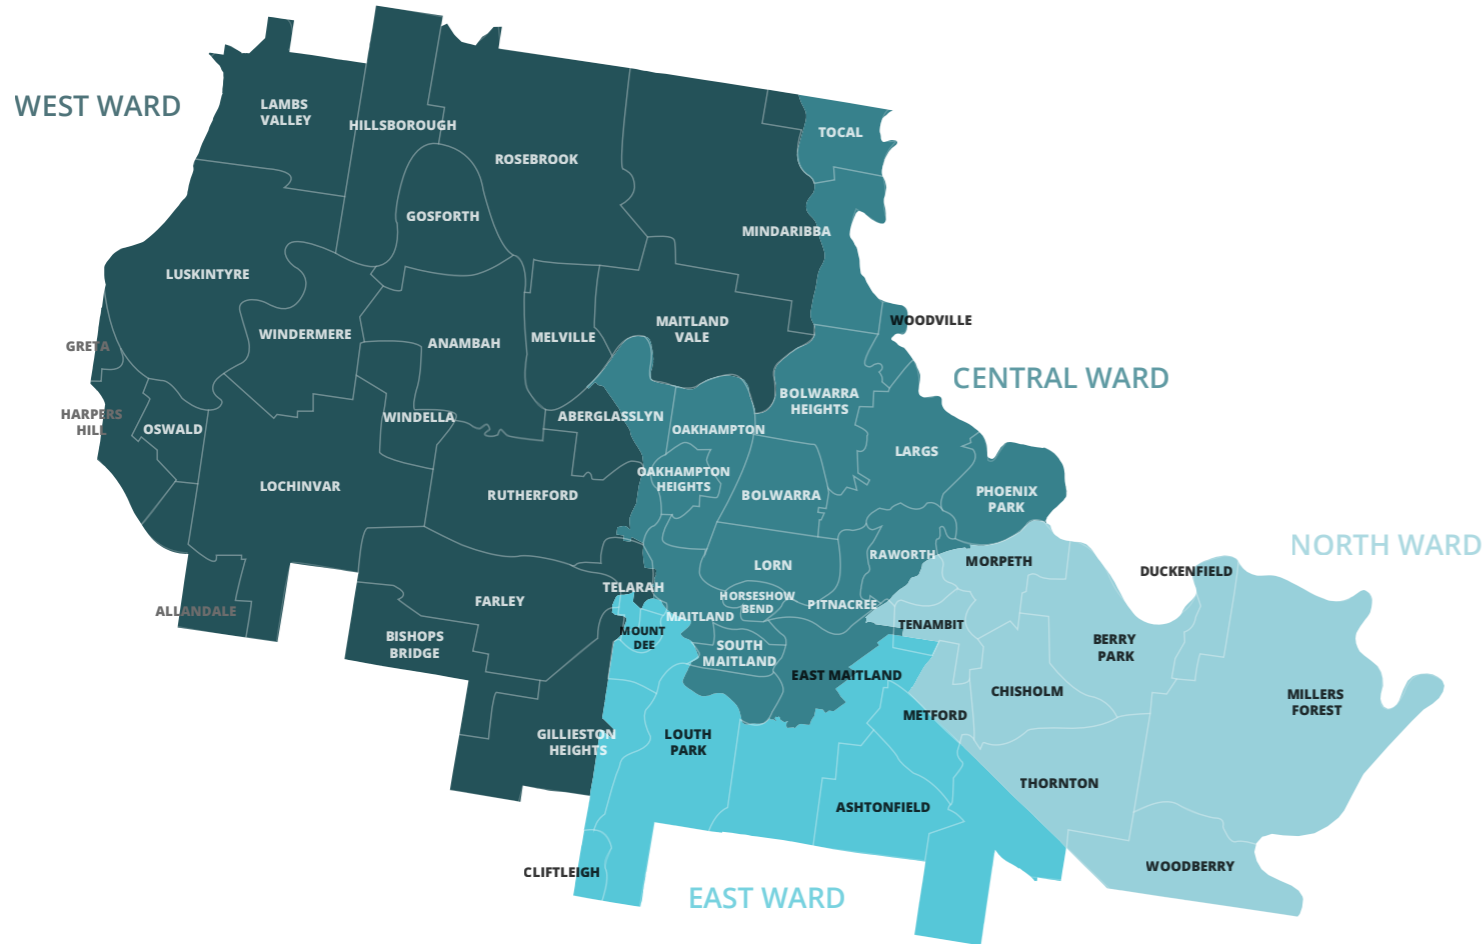 WEST WARD
LAMBS
VALLEY
HILLSBOROUGH
ROSEBROOK
TOCAL
GOSFORTH
MINDARIBBA
LUSKINTYRE
WINDERMERE
ANAMBAH
MELVILLE
MAITLAND
VALE
WOODVILLE
GRETA
CENTRAL WARD
BOLWARRA
HEIGHTS
HARPERS
HILL
OSWALD
WINDELLA
ABERGLASSLYN
OAKHAMPTON
LARGS
OAKHAMPTON
HEIGHTS
LOCHINVAR
RUTHERFORD
BOLWARRA
PHOENIX
PARK
NORTH WARD
LORN
RAWORTH
MORPETH
DUCKENFIELD
TELARAH
HORSESHOW
BEND
PITNACREE
FARLEY
ALLANDALE
MAITLAND
TENAMBIT
MOUNT
DEE
BISHOPS
BRIDGE
SOUTH
MAITLAND
BERRY
PARK
EAST MAITLAND
CHISHOLM
MILLERS
FOREST
METFORD
GILLIESTON
HEIGHTS
LOUTH
PARK
THORNTON
ASHTONFIELD
CLIFTLEIGH
WOODBERRY
EAST WARD